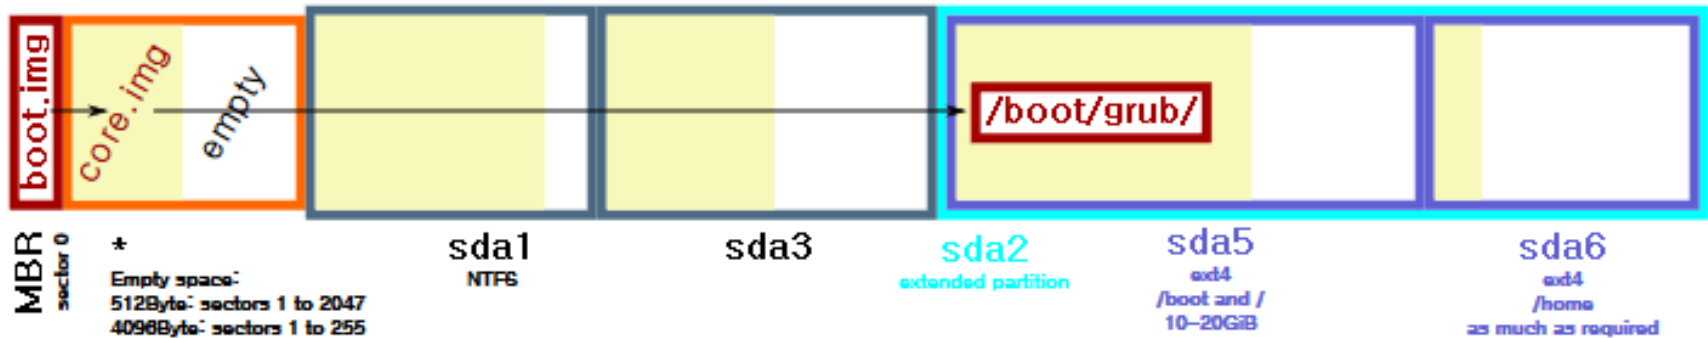 boot.img
core.img
empty
/boot/grub/
MBR
sector 0
*
Empty space:
512Byte: sectors 1 to 2047
4096Byte: sectors 1 to 255
sda1
NTFS
sda3
sda2
extended partition
sda5
ext4
/boot and /
10-20GiB
sda6
ext4
/home
as much as required